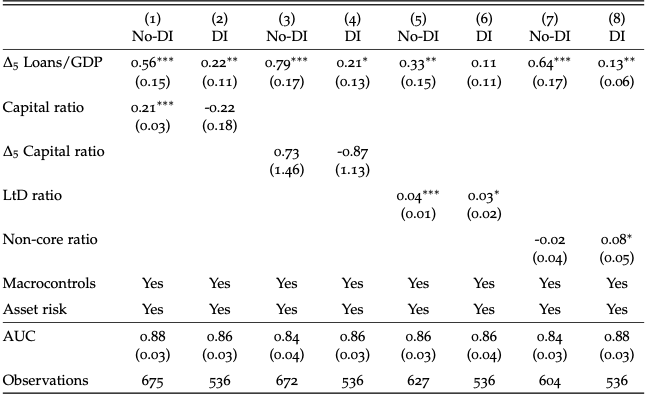 (1) (2) (3) (4) (5) (6) (7) (8)
No-DI DI No-DI DI No-DI DI No-DI DI
Δ5 Loans/GDP 0.56*** 0.22** 0.79*** 0.21* 0.33** 0.11 0.64*** 0.13**
(0.15) (0.11) (0.17) (0.13) (0.15) (0.11) (0.17) (0.06)
Capital ratio 0.21*** -0.22
(0.03) (0.18)
Δ5 Capital ratio 0.73 -0.87
(1.46) (1.13)
LtD ratio 0.04*** 0.03*
(0.01) (0.02)
Non-core ratio -0.02 0.08*
(0.04) (0.05)
Macrocontrols Yes Yes Yes Yes Yes Yes Yes Yes
Asset risk Yes Yes Yes Yes Yes Yes Yes Yes
AUC 0.88 0.86 0.84 0.86 0.86 0.86 0.84 0.88
(0.03) (0.03) (0.04) (0.03) (0.03) (0.04) (0.03) (0.03)
Observations 675 536 672 536 627 536 604 536